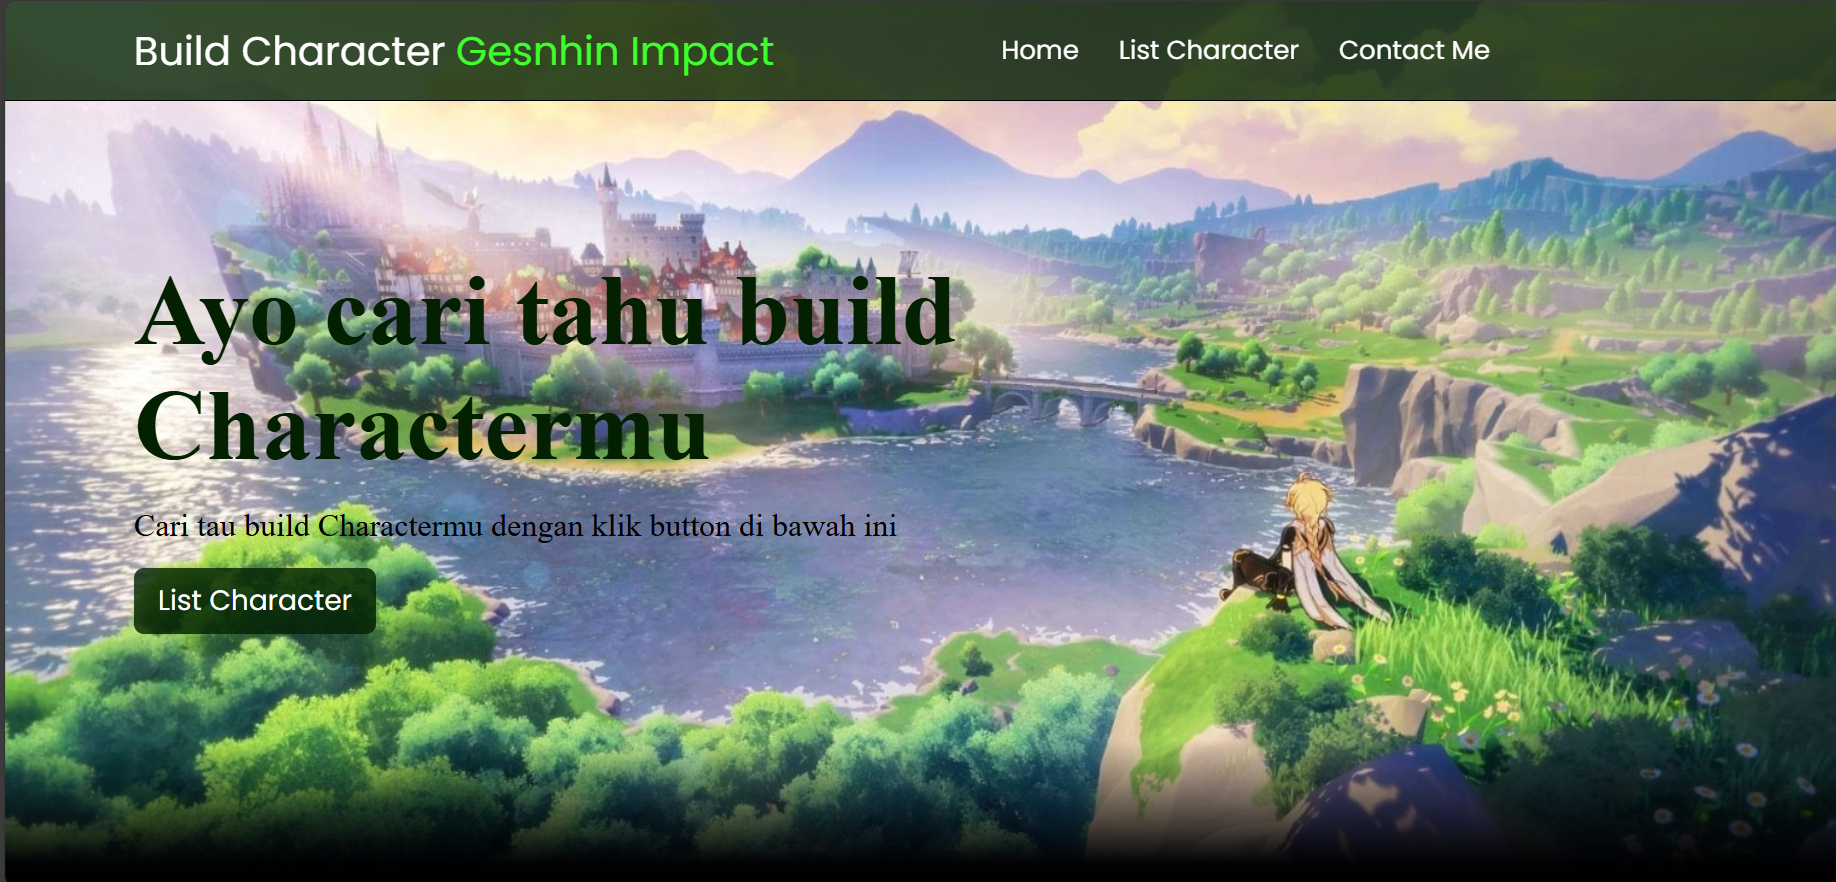 Build Character Gesnhin Impact
Home
List Character
Contact Me
Ayo cari tahu build
Charactermu
Cari tau build Charactermu dengan klik button di bawah ini
List Character